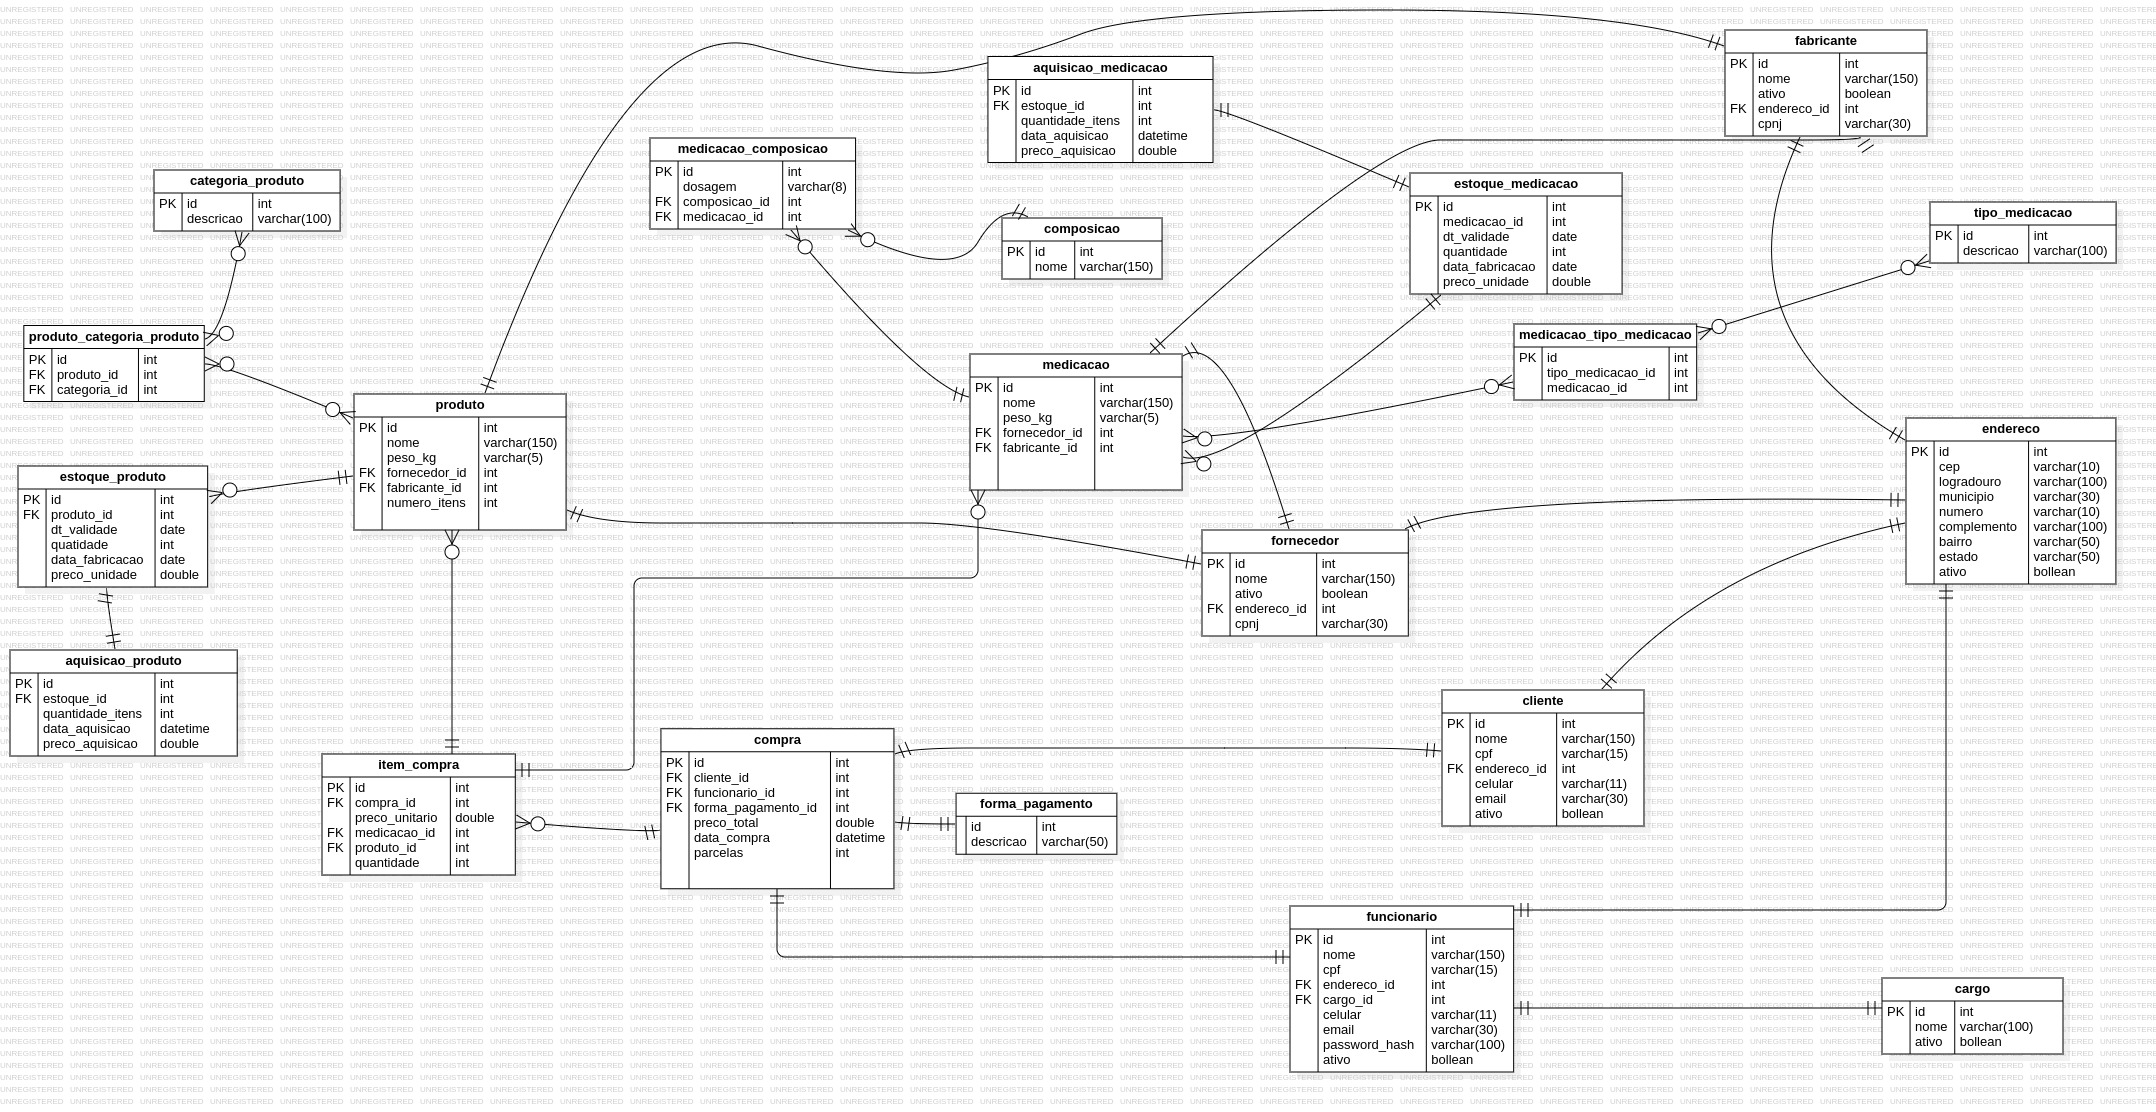 fabricante
PK id int
nome varchar(150)
ativo boolean
FK endereco_id int
cpnj varchar(30)
aquisicao_medicacao
PK id int
FK estoque_id int
quantidade_itens int
data_aquisicao datetime
preco_aquisicao double
medicacao_composicao
PK id int
dosagem varchar(8)
FK composicao_id int
FK medicacao_id int
categoria_produto
PK id int
descricao varchar(100)
estoque_medicacao
PK id int
medicacao_id int
dt_validade date
quantidade int
data_fabricacao date
preco_unidade double
tipo_medicacao
PK id int
descricao varchar(100)
composicao
PK id int
nome varchar(150)
produto_categoria_produto
PK id int
FK produto_id int
FK categoria_id int
medicacao_tipo_medicacao
PK id int
tipo_medicacao_id int
medicacao_id int
medicacao
PK id int
nome varchar(150)
peso_kg varchar(5)
FK fornecedor_id int
FK fabricante_id int
produto
PK id int
nome varchar(150)
peso_kg varchar(5)
FK fornecedor_id int
FK fabricante_id int
numero_itens int
endereco
PK id int
cep varchar(10)
logradouro varchar(100)
municipio varchar(30)
numero varchar(10)
complemento varchar(100)
bairro varchar(50)
estado varchar(50)
ativo bollean
estoque_produto
PK id int
FK produto_id int
dt_validade date
quatidade int
data_fabricacao date
preco_unidade double
fornecedor
PK id int
nome varchar(150)
ativo boolean
FK endereco_id int
cpnj varchar(30)
aquisicao_produto
PK id int
FK estoque_id int
quantidade_itens int
data_aquisicao datetime
preco_aquisicao double
cliente
PK id int
nome varchar(150)
cpf varchar(15)
FK endereco_id int
celular varchar(11)
email varchar(30)
ativo bollean
compra
PK id int
FK cliente_id int
FK funcionario_id int
FK forma_pagamento_id int
preco_total double
data_compra datetime
parcelas int
item_compra
PK id int
FK compra_id int
preco_unitario double
FK medicacao_id int
FK produto_id int
quantidade int
forma_pagamento
id int
descricao varchar(50)
funcionario
PK id int
nome varchar(150)
cpf varchar(15)
FK endereco_id int
FK cargo_id int
celular varchar(11)
email varchar(30)
password_hash varchar(100)
ativo bollean
cargo
PK id int
nome varchar(100)
ativo bollean
UNREGISTERED